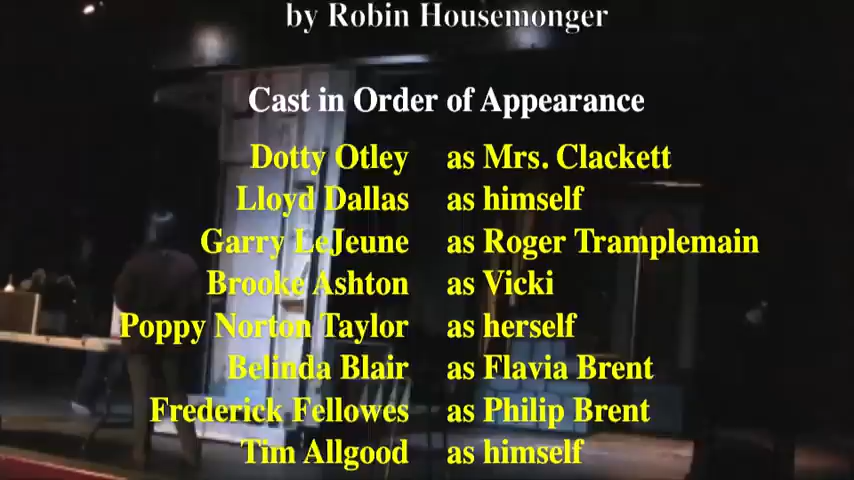 by Robin Housemonger
Cast in Order of Appearance
Dotty Otley as Mrs. Clackett
Lloyd Dallas as himself
Garry LeJeune as Roger Tramplemain
Brooke Ashton as Vicki
Poppy Norton Taylor as herself
Belinda Blair as Flavia Brent
Frederick Fellowes as Philip Brent
Tim Allgood as himself